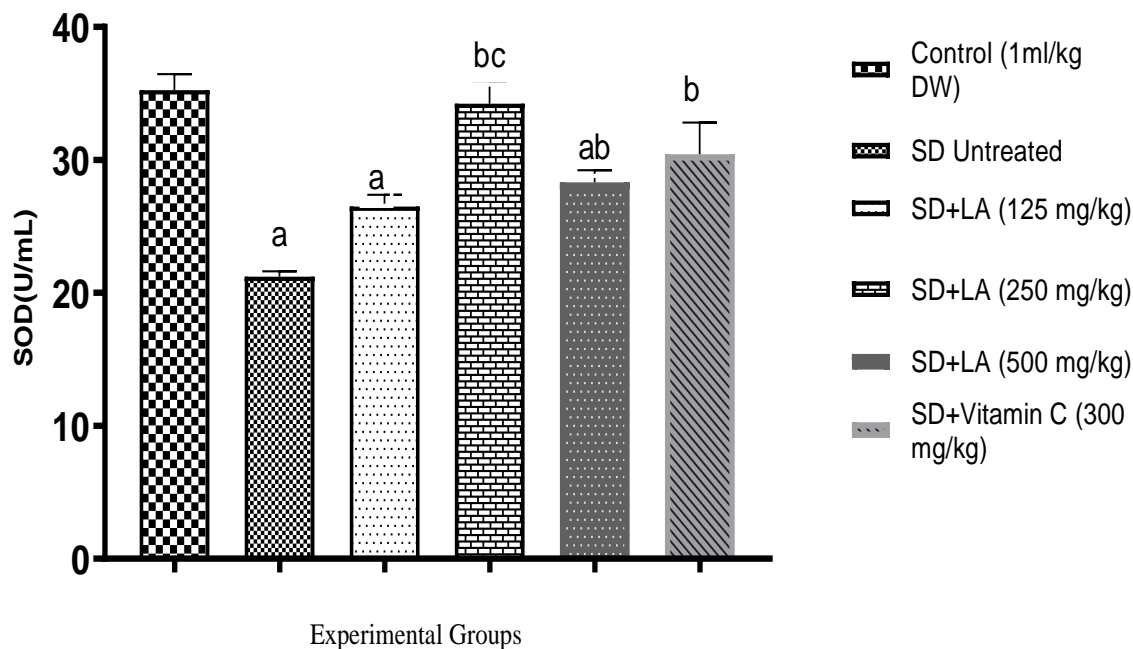 40
30
20
10
0
SOD(U/mL)
a
a
bc
ab
b
Experimental Groups
Control (1ml/kg
DW)
SD Untreated
SD+LA (125 mg/kg)
SD+LA (250 mg/kg)
SD+LA (500 mg/kg)
SD+Vitamin C (300
mg/kg)